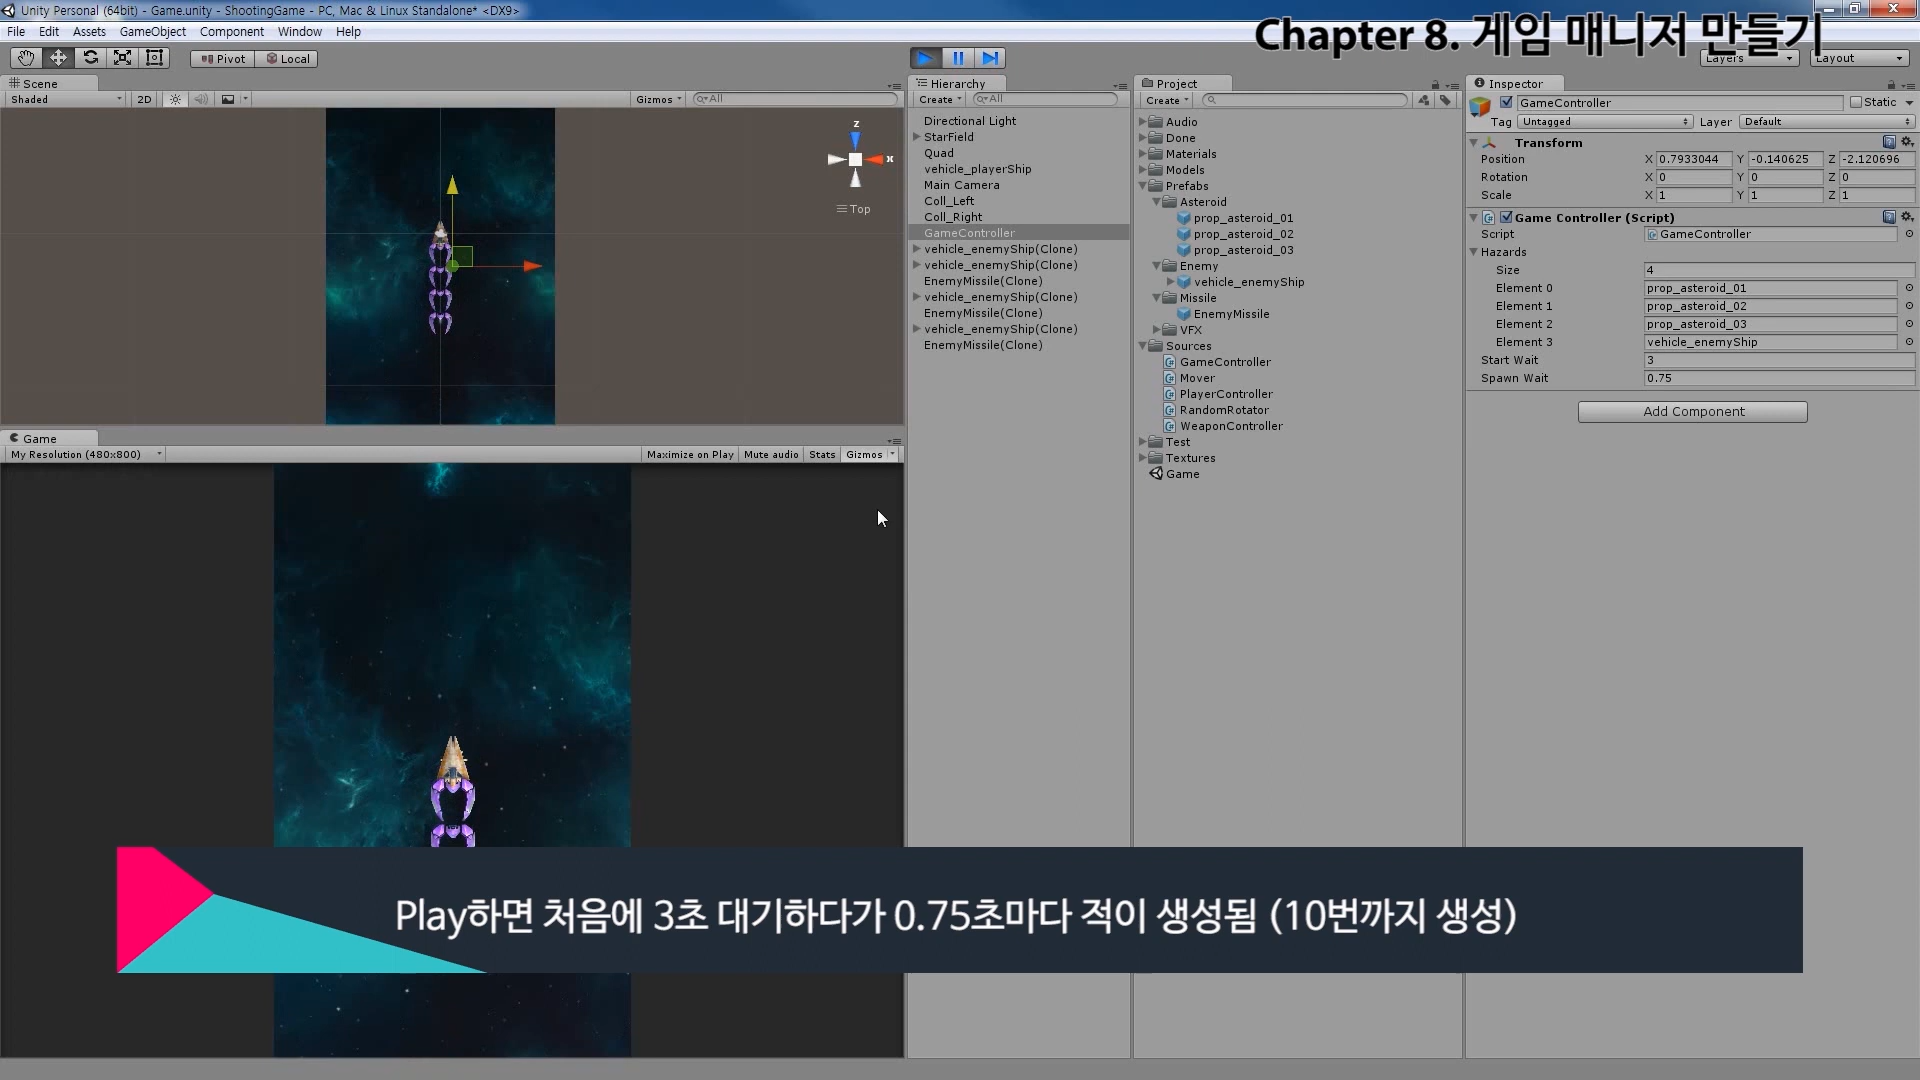 Unity Personal (64bit) - Game.unity - ShootingGame - PC, Mac & Linux Standalone* <DX9>
Chapter 8. 게임 매니저 만들기
File Edit Assets GameObject Component Window Help
Pivot Local
Layers Layout
Scene
Shaded 2D Gizmos All
z
x
Top
Game
My Resolution (480x800) Maximize on Play Mute audio Stats Gizmos
Hierarchy
Create All
Directional Light
StarField
Quad
vehicle_playerShip
Main Camera
Coll_Left
Coll_Right
GameController
vehicle_enemyShip(Clone)
vehicle_enemyShip(Clone)
EnemyMissile(Clone)
vehicle_enemyShip(Clone)
EnemyMissile(Clone)
vehicle_enemyShip(Clone)
EnemyMissile(Clone)
Project
Create
Audio
Done
Materials
Models
Prefabs
Asteroid
prop_asteroid_01
prop_asteroid_02
prop_asteroid_03
Enemy
vehicle_enemyShip
Missile
EnemyMissile
VFX
Sources
GameController
Mover
PlayerController
RandomRotator
WeaponController
Test
Textures
Game
Inspector
GameController Static
Tag Untagged Layer Default
Transform
Position X 0.7933044 Y -0.140625 Z -2.120696
Rotation X 0 Y 0 Z 0
Scale X 1 Y 1 Z 1
Game Controller (Script)
Script GameController
Hazards
Size 4
Element 0 prop_asteroid_01
Element 1 prop_asteroid_02
Element 2 prop_asteroid_03
Element 3 vehicle_enemyShip
Start Wait 3
Spawn Wait 0.75
Add Component
Play하면 처음에 3초 대기하다가 0.75초마다 적이 생성됨 (10번까지 생성)